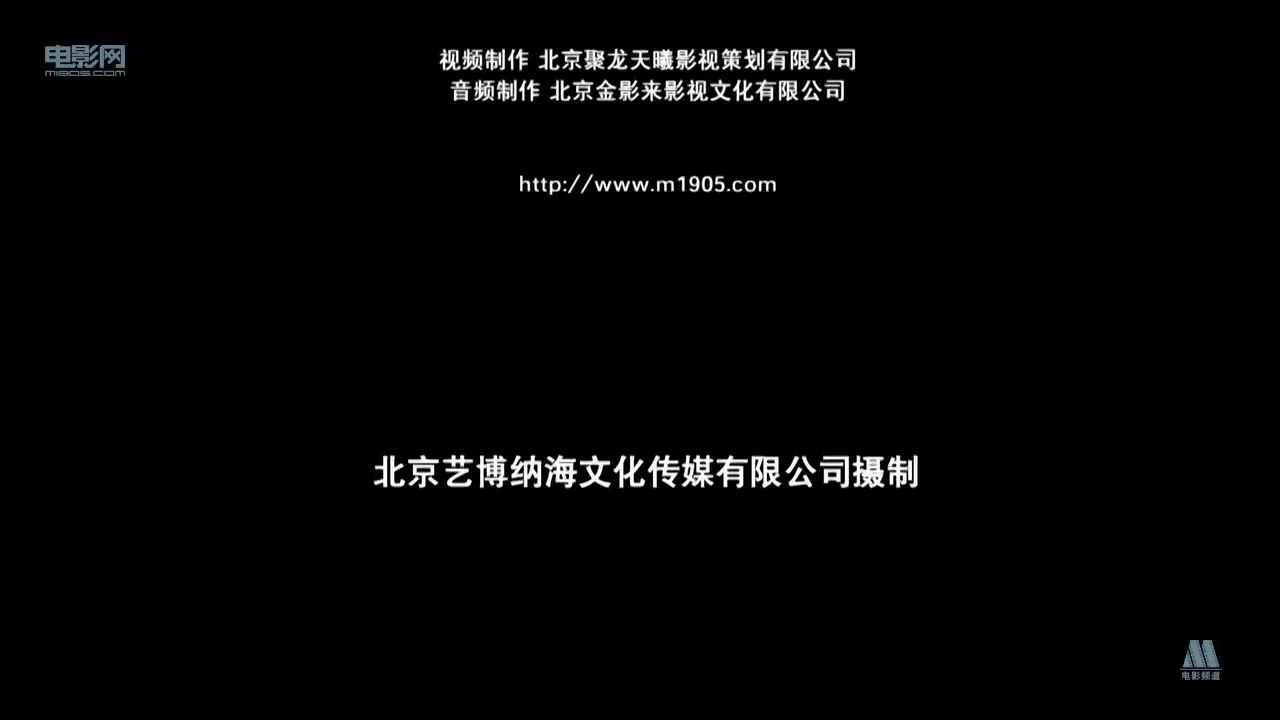 电影网
m1905.com
视频制作 北京聚龙天曦影视策划有限公司
音频制作 北京金影来影视文化有限公司
http://www.m1905.com
北京艺博纳海文化传媒有限公司摄制
电影频道